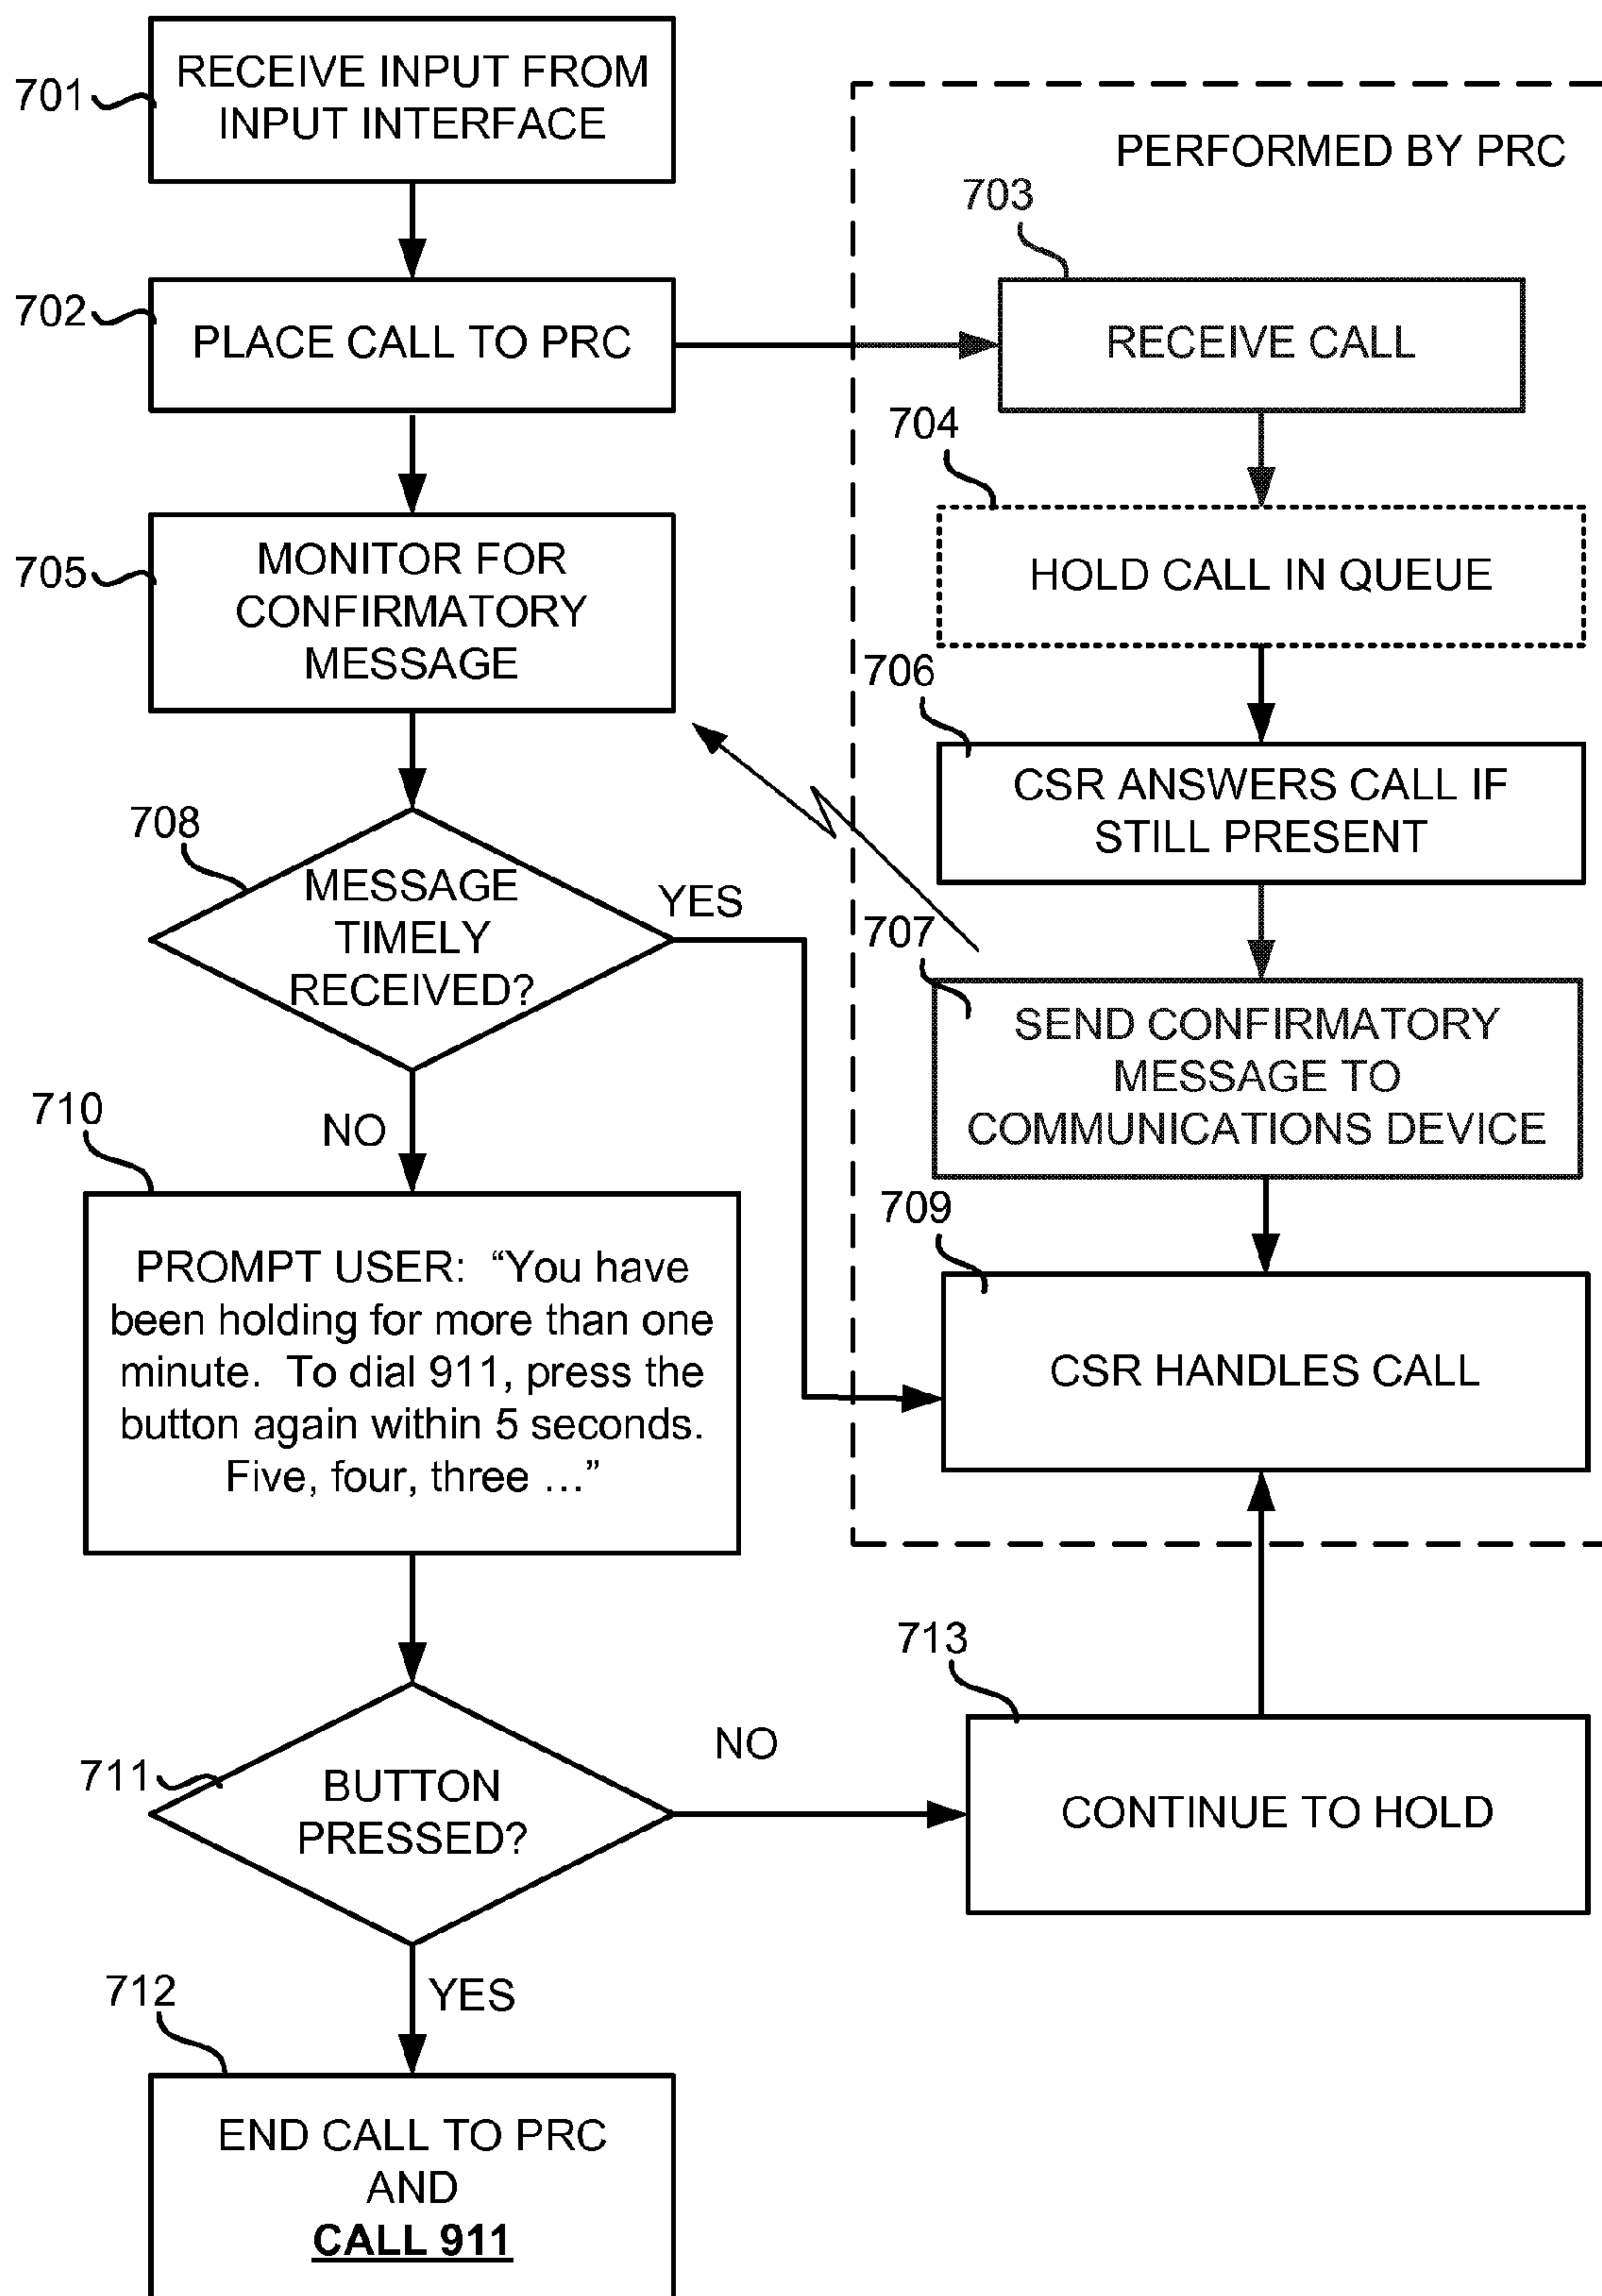 701
RECEIVE INPUT FROM
INPUT INTERFACE
PERFORMED BY PRC
702
PLACE CALL TO PRC
703
RECEIVE CALL
704
HOLD CALL IN QUEUE
705
MONITOR FOR
CONFIRMATORY
MESSAGE
706
CSR ANSWERS CALL IF
STILL PRESENT
708
MESSAGE
TIMELY
RECEIVED?
YES
NO
707
SEND CONFIRMATORY
MESSAGE TO
COMMUNICATIONS DEVICE
710
PROMPT USER: “You have
been holding for more than one
minute. To dial 911, press the
button again within 5 seconds.
Five, four, three ...”
709
CSR HANDLES CALL
711
BUTTON
PRESSED?
NO
713
CONTINUE TO HOLD
YES
712
END CALL TO PRC
AND
CALL 911